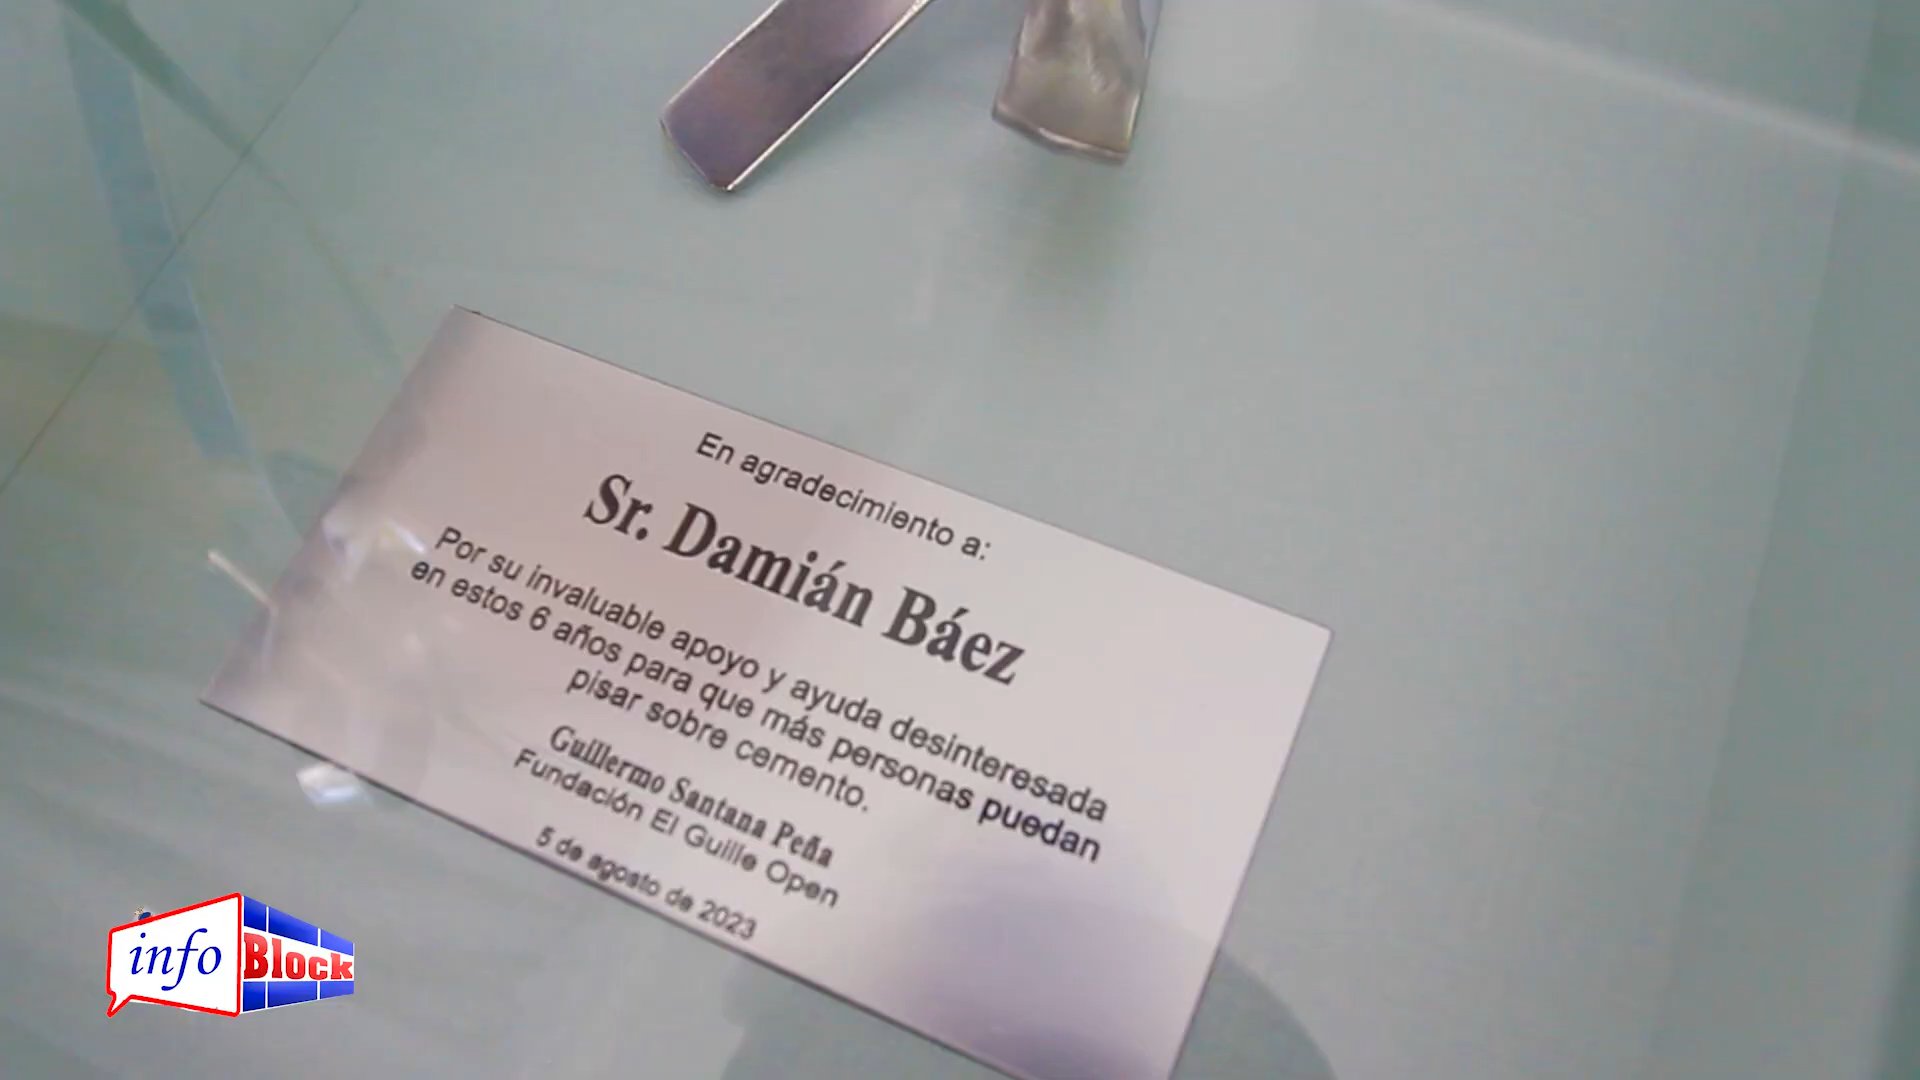 En agradecimiento a:
Sr. Damián Báez
Por su invaluable apoyo y ayuda desinteresada
en estos 6 años para que más personas puedan
pisar sobre cemento.
Guillermo Santana Peña
Fundación El Guille Open
5 de agosto de 2023
info Block